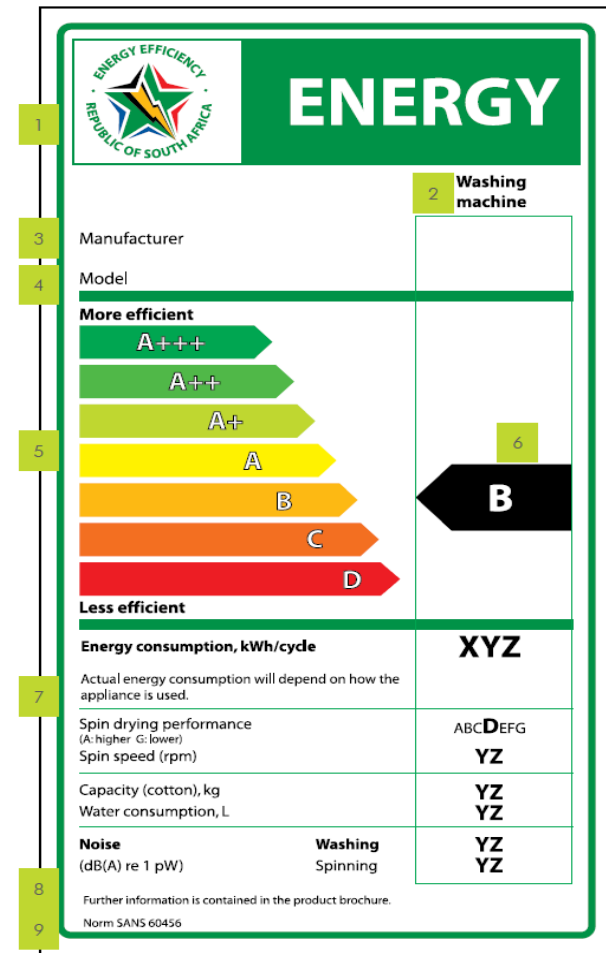 ENERGY EFFICIENCY
REPUBLIC OF SOUTH AFRICA
ENERGY
1
2
Washing
machine
3
Manufacturer
4
Model
More efficient
A+++
A++
A+
5
A
6
B
B
C
D
Less efficient
Energy consumption, kWh/cycle XYZ
Actual energy consumption will depend on how the
appliance is used.
7
Spin drying performance ABCDEFG
(A: higher G: lower)
Spin speed (rpm) YZ
Capacity (cotton), kg YZ
Water consumption, L YZ
Noise Washing YZ
(dB(A) re 1 pW) Spinning YZ
8
Further information is contained in the product brochure.
9
Norm SANS 60456